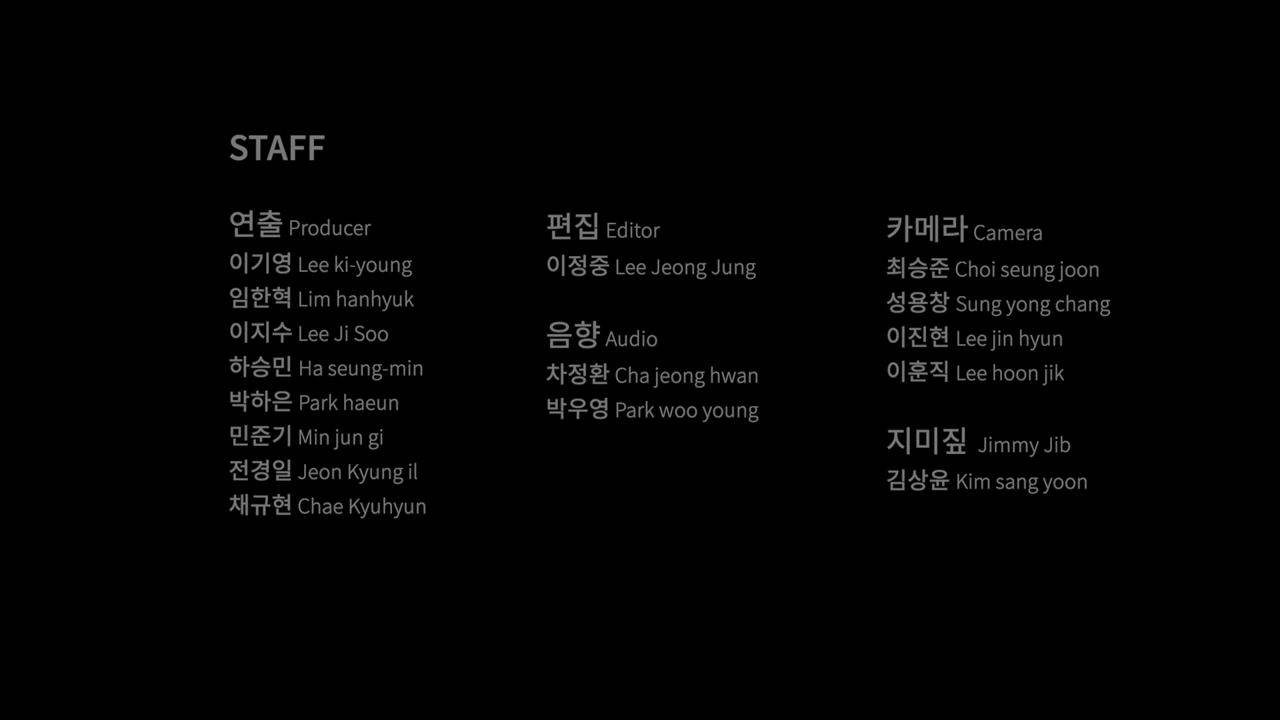 STAFF
연출 Producer
이기영 Lee ki-young
임한혁 Lim hanhyuk
이지수 Lee Ji Soo
하승민 Ha seung-min
박하은 Park haeun
민준기 Min jun gi
전경일 Jeon Kyung il
채규현 Chae Kyuhyun
편집 Editor
이정중 Lee Jeong Jung
음향 Audio
차정환 Cha jeong hwan
박우영 Park woo young
카메라 Camera
최승준 Choi seung joon
성용창 Sung yong chang
이진현 Lee jin hyun
이훈직 Lee hoon jik
지미짚 Jimmy Jib
김상윤 Kim sang yoon